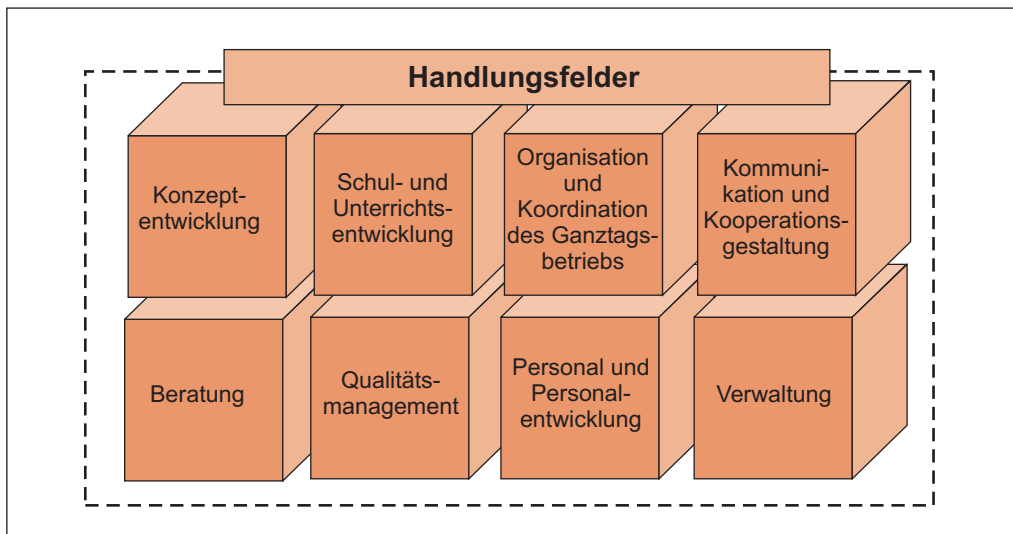 Handlungsfelder
Konzept-
entwicklung
Schul- und
Unterrichts-
entwicklung
Organisation
und
Koordination
des Ganztags-
betriebs
Kommuni-
kation und
Kooperations-
gestaltung
Beratung
Qualitäts-
management
Personal und
Personal-
entwicklung
Verwaltung